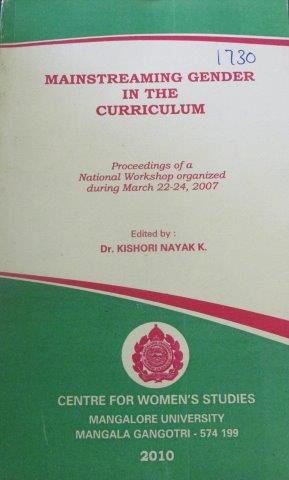 1730
MAINSTREAMING GENDER
IN THE
CURRICULUM
Proceedings of a
National Workshop organized
during March 22-24, 2007
Edited by :
Dr. KISHORI NAYAK K.
CENTRE FOR WOMEN'S STUDIES
MANGALORE UNIVERSITY
MANGALA GANGOTRI - 574 199
2010